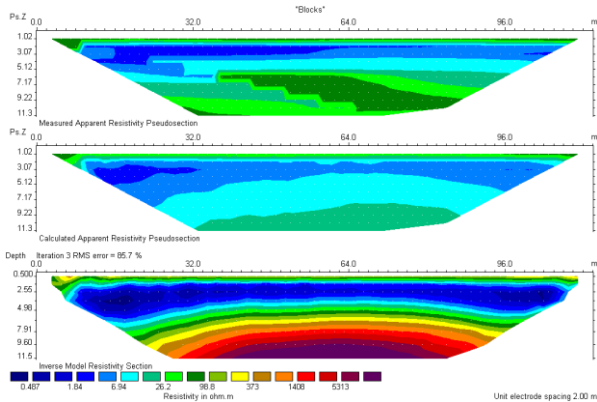 "Blocks"
Ps.Z 0.0 32.0 64.0 96.0 m
1.02
3.07
5.12
7.17
9.22
11.3
Measured Apparent Resistivity Pseudosection
Ps.Z 0.0 32.0 64.0 96.0 m
1.02
3.07
5.12
7.17
9.22
11.3
Calculated Apparent Resistivity Pseudosection
Depth Iteration 3 RMS error = 85.7 %
0.0 32.0 64.0 96.0 m
0.500
2.55
4.98
7.91
9.60
11.5
Inverse Model Resistivity Section
0.487 1.84 6.94 26.2 98.8 373 1408 5313
Resistivity in ohm.m
Unit electrode spacing 2.00 m